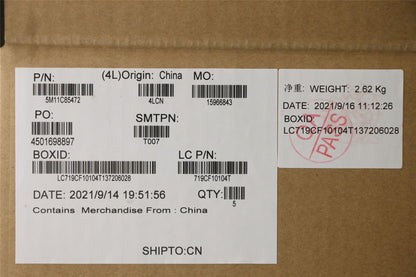 P/N: (4L)Origin: China MO:
5M11C85472 4LCN 15966843
PO: SMTPN:
4501698897 T007
BOXID: LC P/N:
LC719CF10104T137206028 719CF10104T
DATE: 2021/9/14 19:51:56 QTY:
5
Contains Merchandise From : China
SHIPTO:CN
净重: WEIGHT: 2.62 Kg
DATE: 2021/9/16 11:12:26
BOXID:
LC719CF10104T137206028
PASS